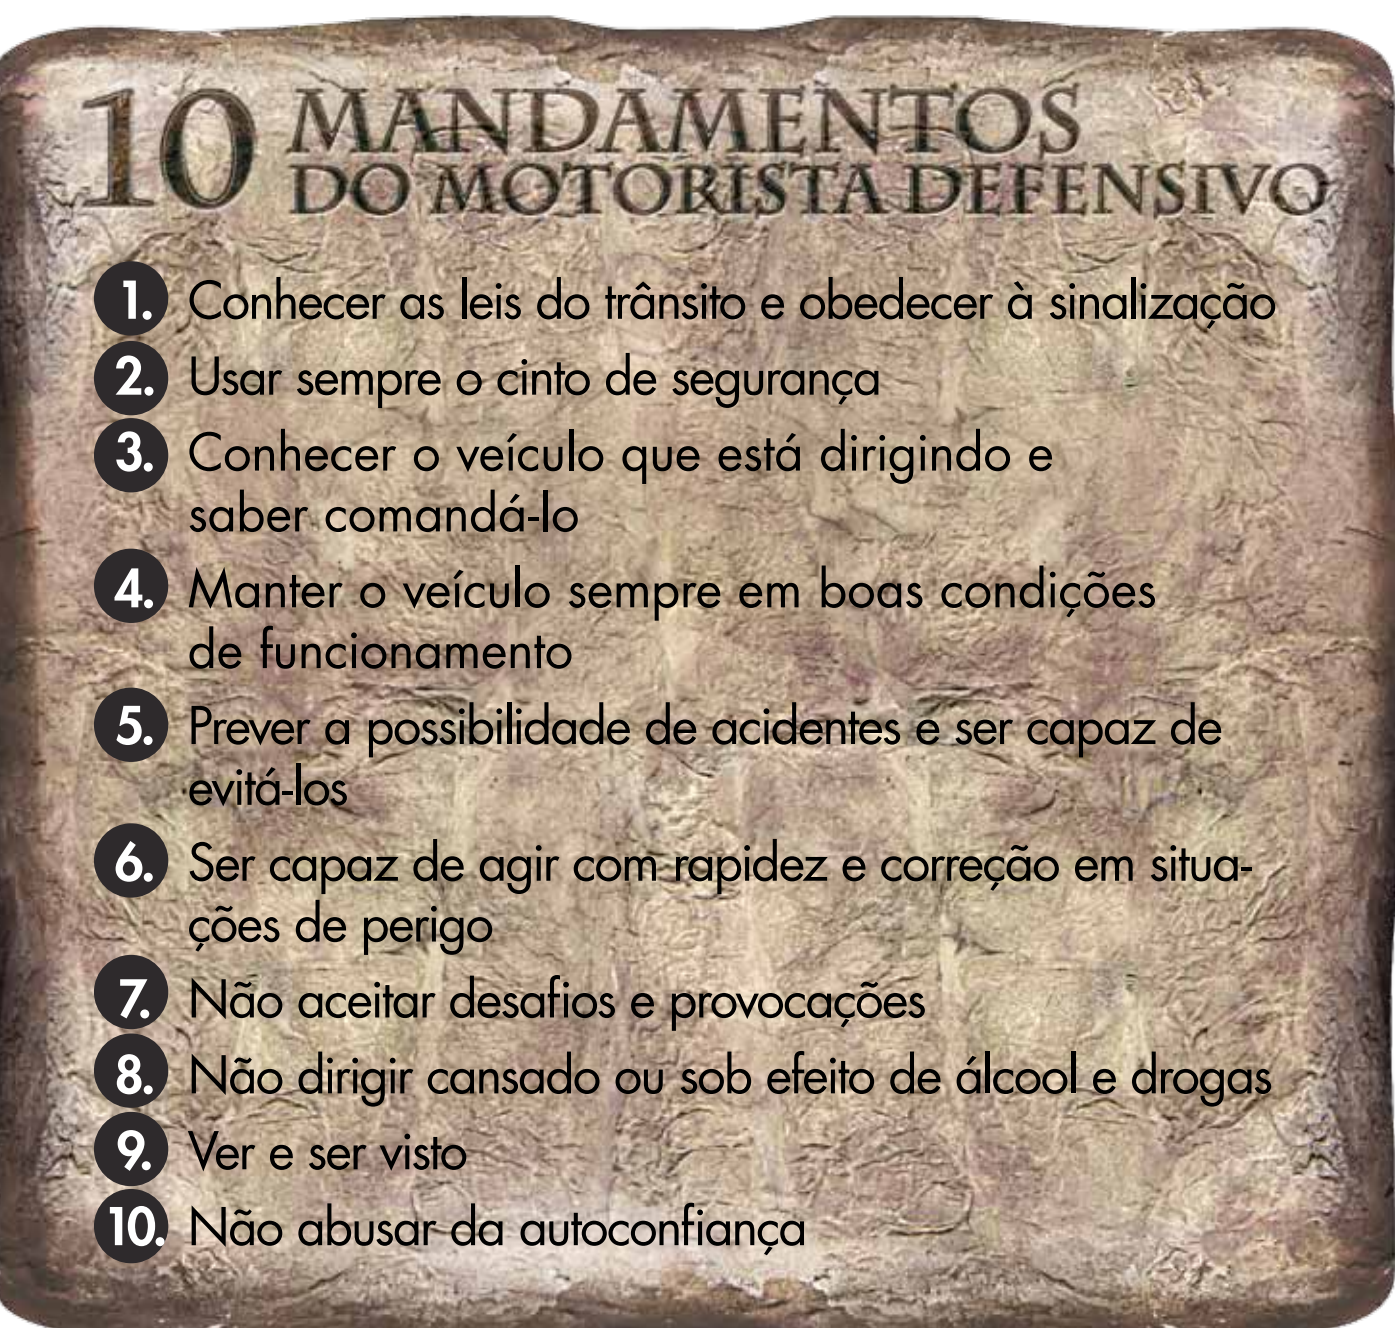 10 MANDAMENTOS
DO MOTORISTA DEFENSIVO
1. Conhecer as leis do trânsito e obedecer à sinalização
2. Usar sempre o cinto de segurança
3. Conhecer o veículo que está dirigindo e
saber comandá-lo
4. Manter o veículo sempre em boas condições
de funcionamento
5. Prever a possibilidade de acidentes e ser capaz de
evitá-los
6. Ser capaz de agir com rapidez e correção em situa-
ções de perigo
7. Não aceitar desafios e provocações
8. Não dirigir cansado ou sob efeito de álcool e drogas
9. Ver e ser visto
10. Não abusar da autoconfiança